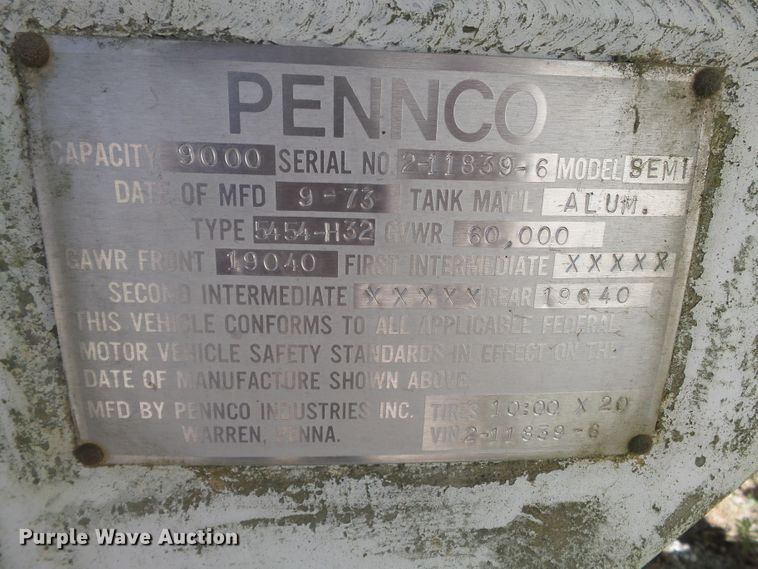 PENNCO
CAPACITY 9000 SERIAL NO. 2-11839-6 MODEL SEMI
DATE OF MFD 9-73 TANK MAT'L ALUM.
TYPE 5454-H32 GVWR 60,000
GAWR FRONT 19040 FIRST INTERMEDIATE XXXXX
SECOND INTERMEDIATE XXXXX REAR 19040
THIS VEHICLE CONFORMS TO ALL APPLICABLE FEDERAL
MOTOR VEHICLE SAFETY STANDARDS IN EFFECT ON THE
DATE OF MANUFACTURE SHOWN ABOVE
MFD BY PENNCO INDUSTRIES INC. TIRES 10:00 X 20
WARREN, PENNA. VIN 2-11839-6
Purple Wave Auction